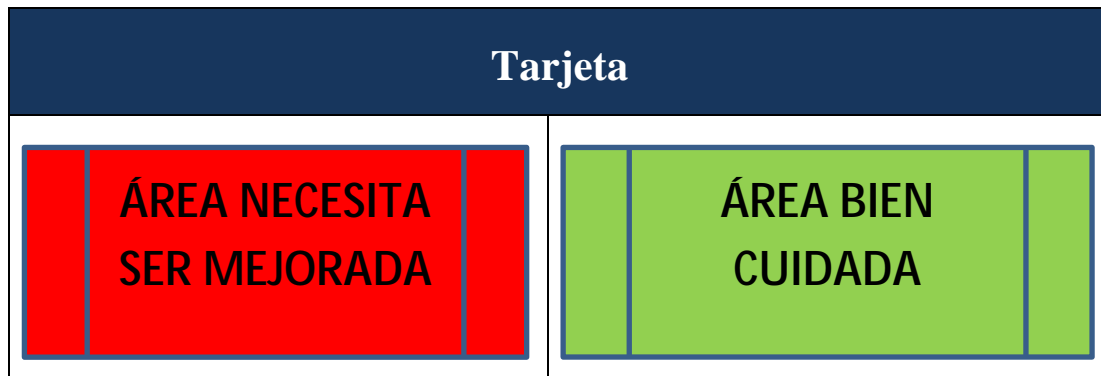 Tarjeta
ÁREA NECESITA
SER MEJORADA
ÁREA BIEN
CUIDADA